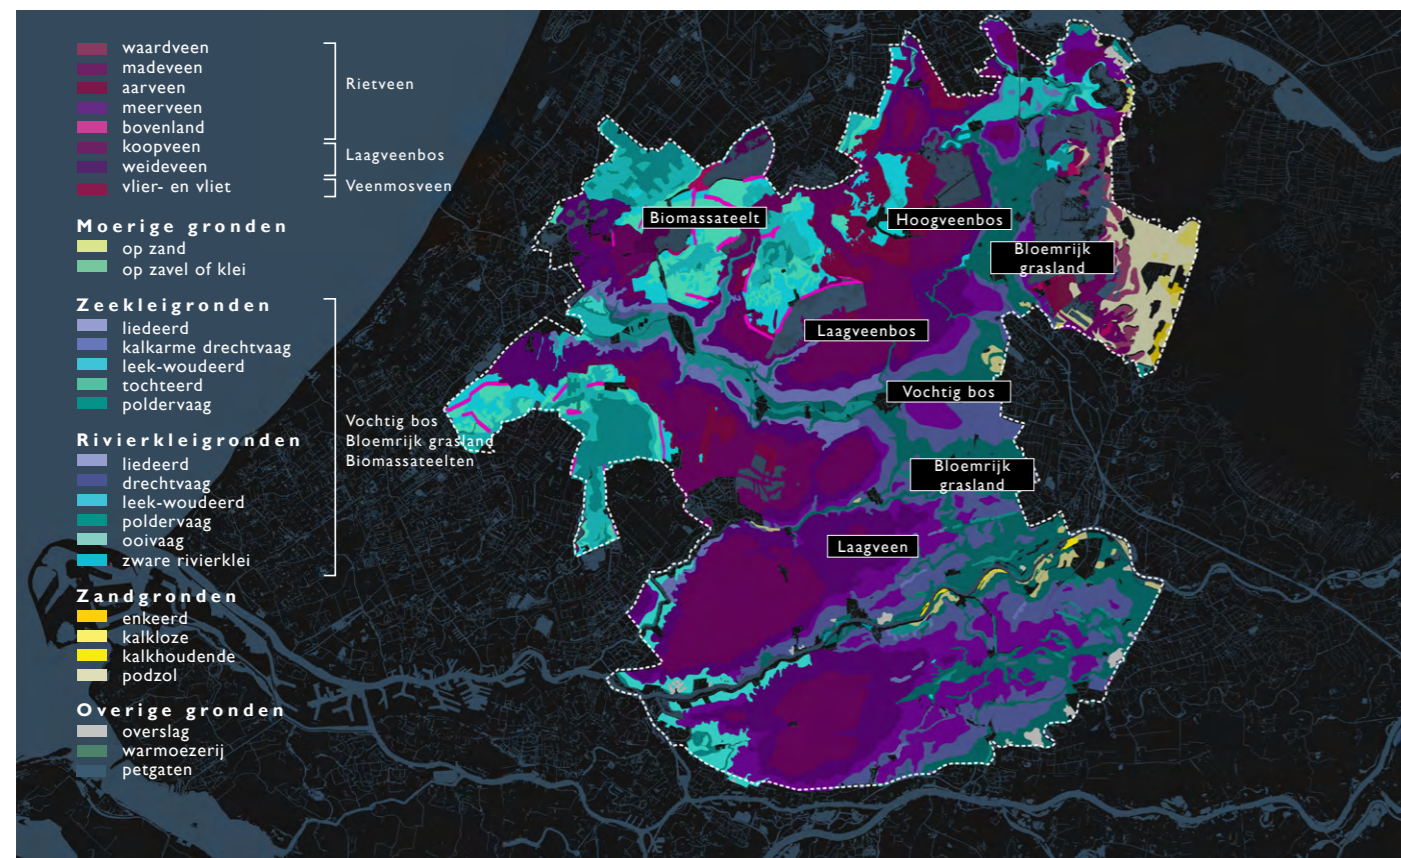 waardveen
madeveen
aarveen
meerveen
bovenland
koopveen
weideveen
vlier- en vliet
Rietveen
Laagveenbos
Veenmosveen
Moerige gronden
op zand
op zavel of klei
Zeekleigronden
liedeerd
kalkarme drechtvaag
leek-woudeerd
tochteerd
poldervaag
Rivierkleigronden
liedeerd
drechtvaag
leek-woudeerd
poldervaag
ooivaag
zware rivierklei
Vochtig bos
Bloemrijk grasland
Biomassateelten
Zandgronden
enkeerd
kalkloze
kalkhoudende
podzol
Overige gronden
overslag
warmoezerij
petgaten
Biomassateelt
Hoogveenbos
Bloemrijk
grasland
Laagveenbos
Vochtig bos
Bloemrijk
grasland
Laagveen